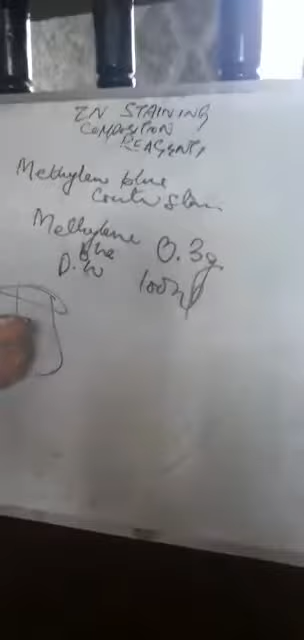 ZN STAINING
COMPOSITION
REAGENTS
Methylene blue
Counter stain
Methylene blue 0.3g
D.W 100ml